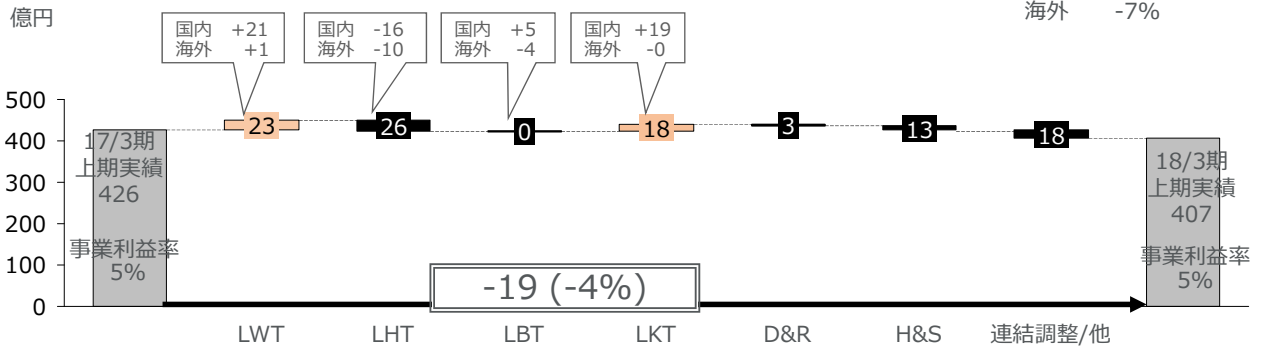 億円
海外 -7%
国内 +21
海外 +1
国内 -16
海外 -10
国内 +5
海外 -4
国内 +19
海外 -0
500
400
300
200
100
0
17/3期
上期実績
426
事業利益率
5%
23
26
0
18
3
13
18
18/3期
上期実績
407
事業利益率
5%
-19 (-4%)
LWT LHT LBT LKT D&R H&S 連結調整/他